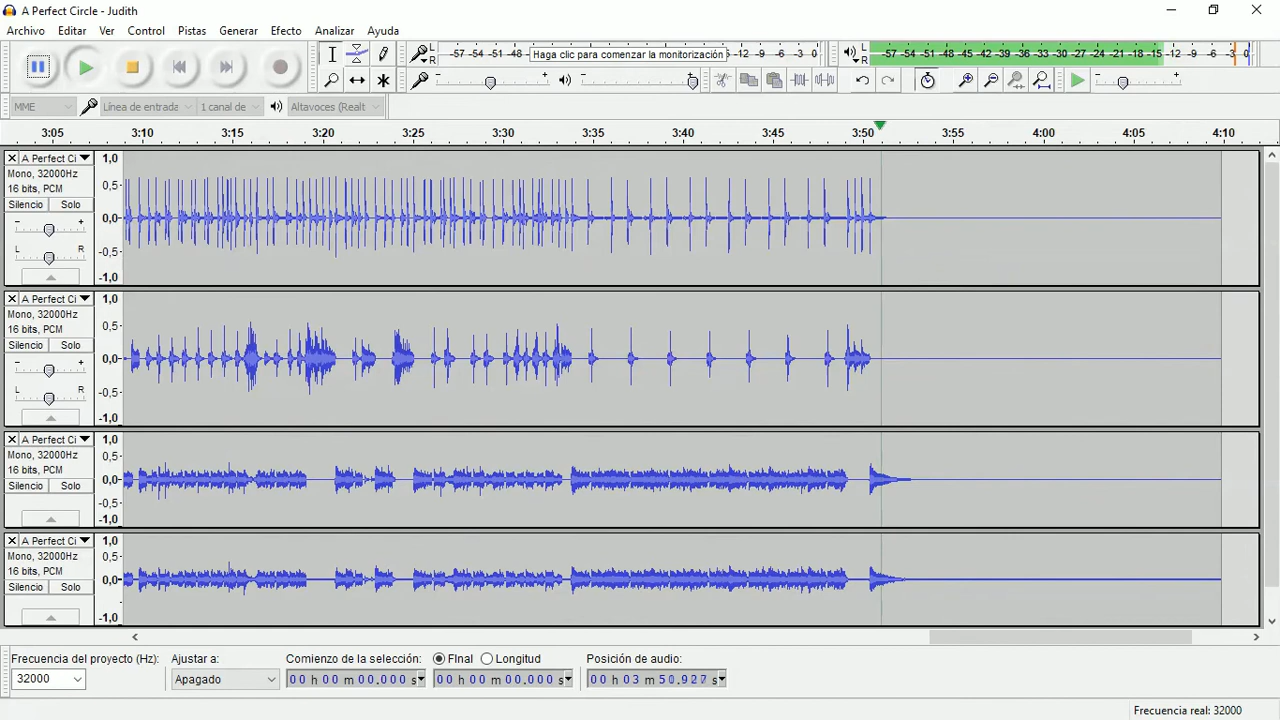 A Perfect Circle - Judith
Archivo Editar Ver Control Pistas Generar Efecto Analizar Ayuda
L R -57 -54 -51 -48 Haga clic para comenzar la monitorización -12 -9 -6 -3 0
L R -57 -54 -51 -48 -45 -42 -39 -36 -33 -30 -27 -24 -21 -18 -15 -12 -9 -6 -3 0
MME Línea de entrada 1 canal de Altavoces (Realt
3:05 3:10 3:15 3:20 3:25 3:30 3:35 3:40 3:45 3:50 3:55 4:00 4:05 4:10
A Perfect Ci
Mono, 32000Hz
16 bits, PCM
Silencio Solo
- +
L R
1,0
0,5
0,0
-0,5
-1,0
A Perfect Ci
Mono, 32000Hz
16 bits, PCM
Silencio Solo
- +
L R
1,0
0,5
0,0
-0,5
-1,0
A Perfect Ci
Mono, 32000Hz
16 bits, PCM
Silencio Solo
1,0
0,5
0,0
-0,5
-1,0
A Perfect Ci
Mono, 32000Hz
16 bits, PCM
Silencio Solo
1,0
0,5
0,0
-1,0
Frecuencia del proyecto (Hz): Ajustar a: Comienzo de la selección: FInal Longitud Posición de audio:
32000 Apagado 00 h 00 m 00.000 s 00 h 00 m 00.000 s 00 h 03 m 50.927 s
Frecuencia real: 32000